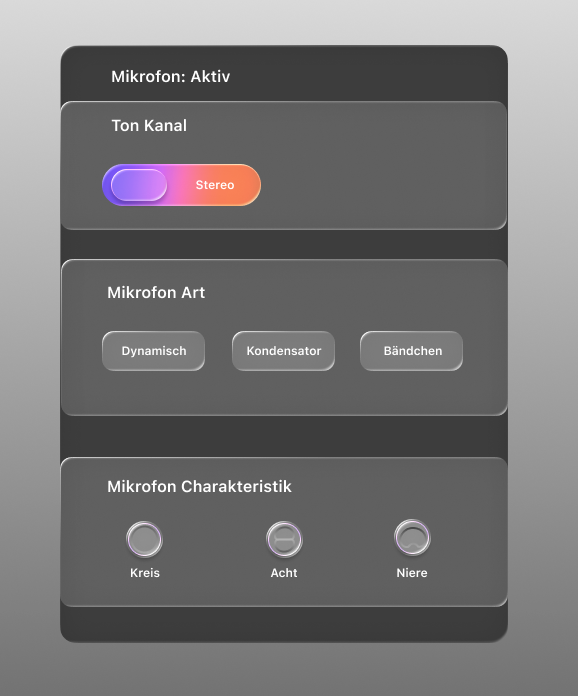 Mikrofon: Aktiv
Ton Kanal
Stereo
Mikrofon Art
Dynamisch
Kondensator
Bändchen
Mikrofon Charakteristik
Kreis
Acht
Niere